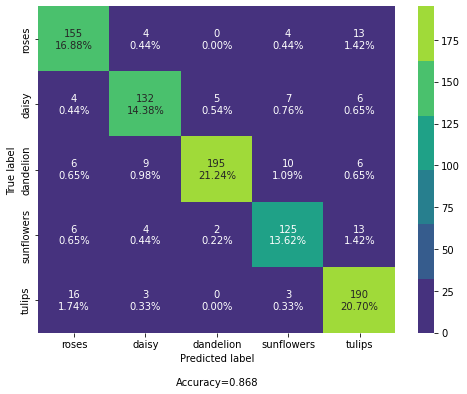 True label
roses
155 4 0 4 13
16.88% 0.44% 0.00% 0.44% 1.42%
daisy
4 132 5 7 6
0.44% 14.38% 0.54% 0.76% 0.65%
dandelion
6 9 195 10 6
0.65% 0.98% 21.24% 1.09% 0.65%
sunflowers
6 4 2 125 13
0.65% 0.44% 0.22% 13.62% 1.42%
tulips
16 3 0 3 190
1.74% 0.33% 0.00% 0.33% 20.70%
roses daisy dandelion sunflowers tulips
Predicted label
Accuracy=0.868
175
150
125
100
75
50
25
0